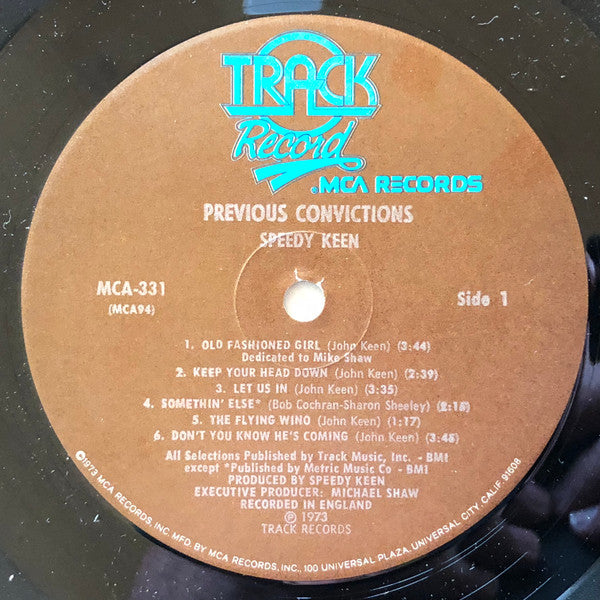 TRACK
Record
MCA RECORDS
PREVIOUS CONVICTIONS
SPEEDY KEEN
MCA-331
(MCA94)
Side 1
1. OLD FASHIONED GIRL (John Keen) (3:44)
Dedicated to Mike Shaw
2. KEEP YOUR HEAD DOWN (John Keen) (2:39)
3. LET US IN (John Keen) (3:35)
4. SOMETHIN' ELSE* (Bob Cochran-Sharon Sheeley) (2:15)
5. THE FLYING WINO (John Keen) (1:17)
6. DON'T YOU KNOW HE'S COMING (John Keen) (3:45)
All Selections Published by Track Music, Inc. - BMI
except *Published by Metric Music Co - BMI
PRODUCED BY SPEEDY KEEN
EXECUTIVE PRODUCER: MICHAEL SHAW
RECORDED IN ENGLAND
℗ 1973
TRACK RECORDS
©1973 MCA RECORDS, INC. MFD. BY MCA RECORDS, INC. 100 UNIVERSAL PLAZA, UNIVERSAL CITY, CALIF. 91608